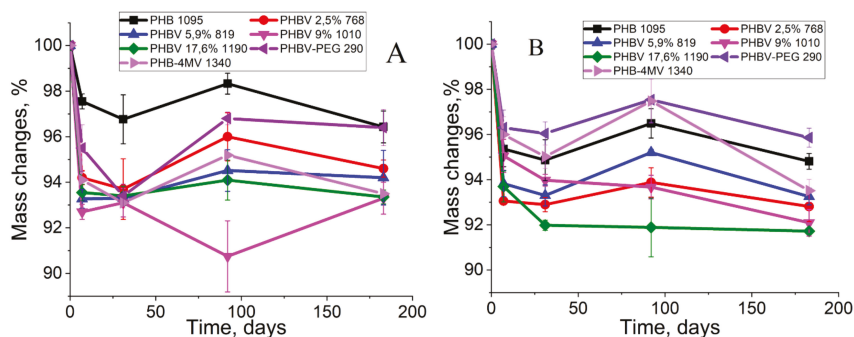 PHB 1095 PHBV 2,5% 768
PHBV 5,9% 819 PHBV 9% 1010
PHBV 17,6% 1190 PHBV-PEG 290
PHB-4MV 1340
A
100
98
96
94
92
90
Mass changes, %
0 50 100 150 200
Time, days
PHB 1095 PHBV 2,5% 768
PHBV 5,9% 819 PHBV 9% 1010
PHBV 17,6% 1190 PHBV-PEG 290
PHB-4MV 1340
B
100
98
96
94
92
90
Mass changes, %
0 50 100 150 200
Time, days